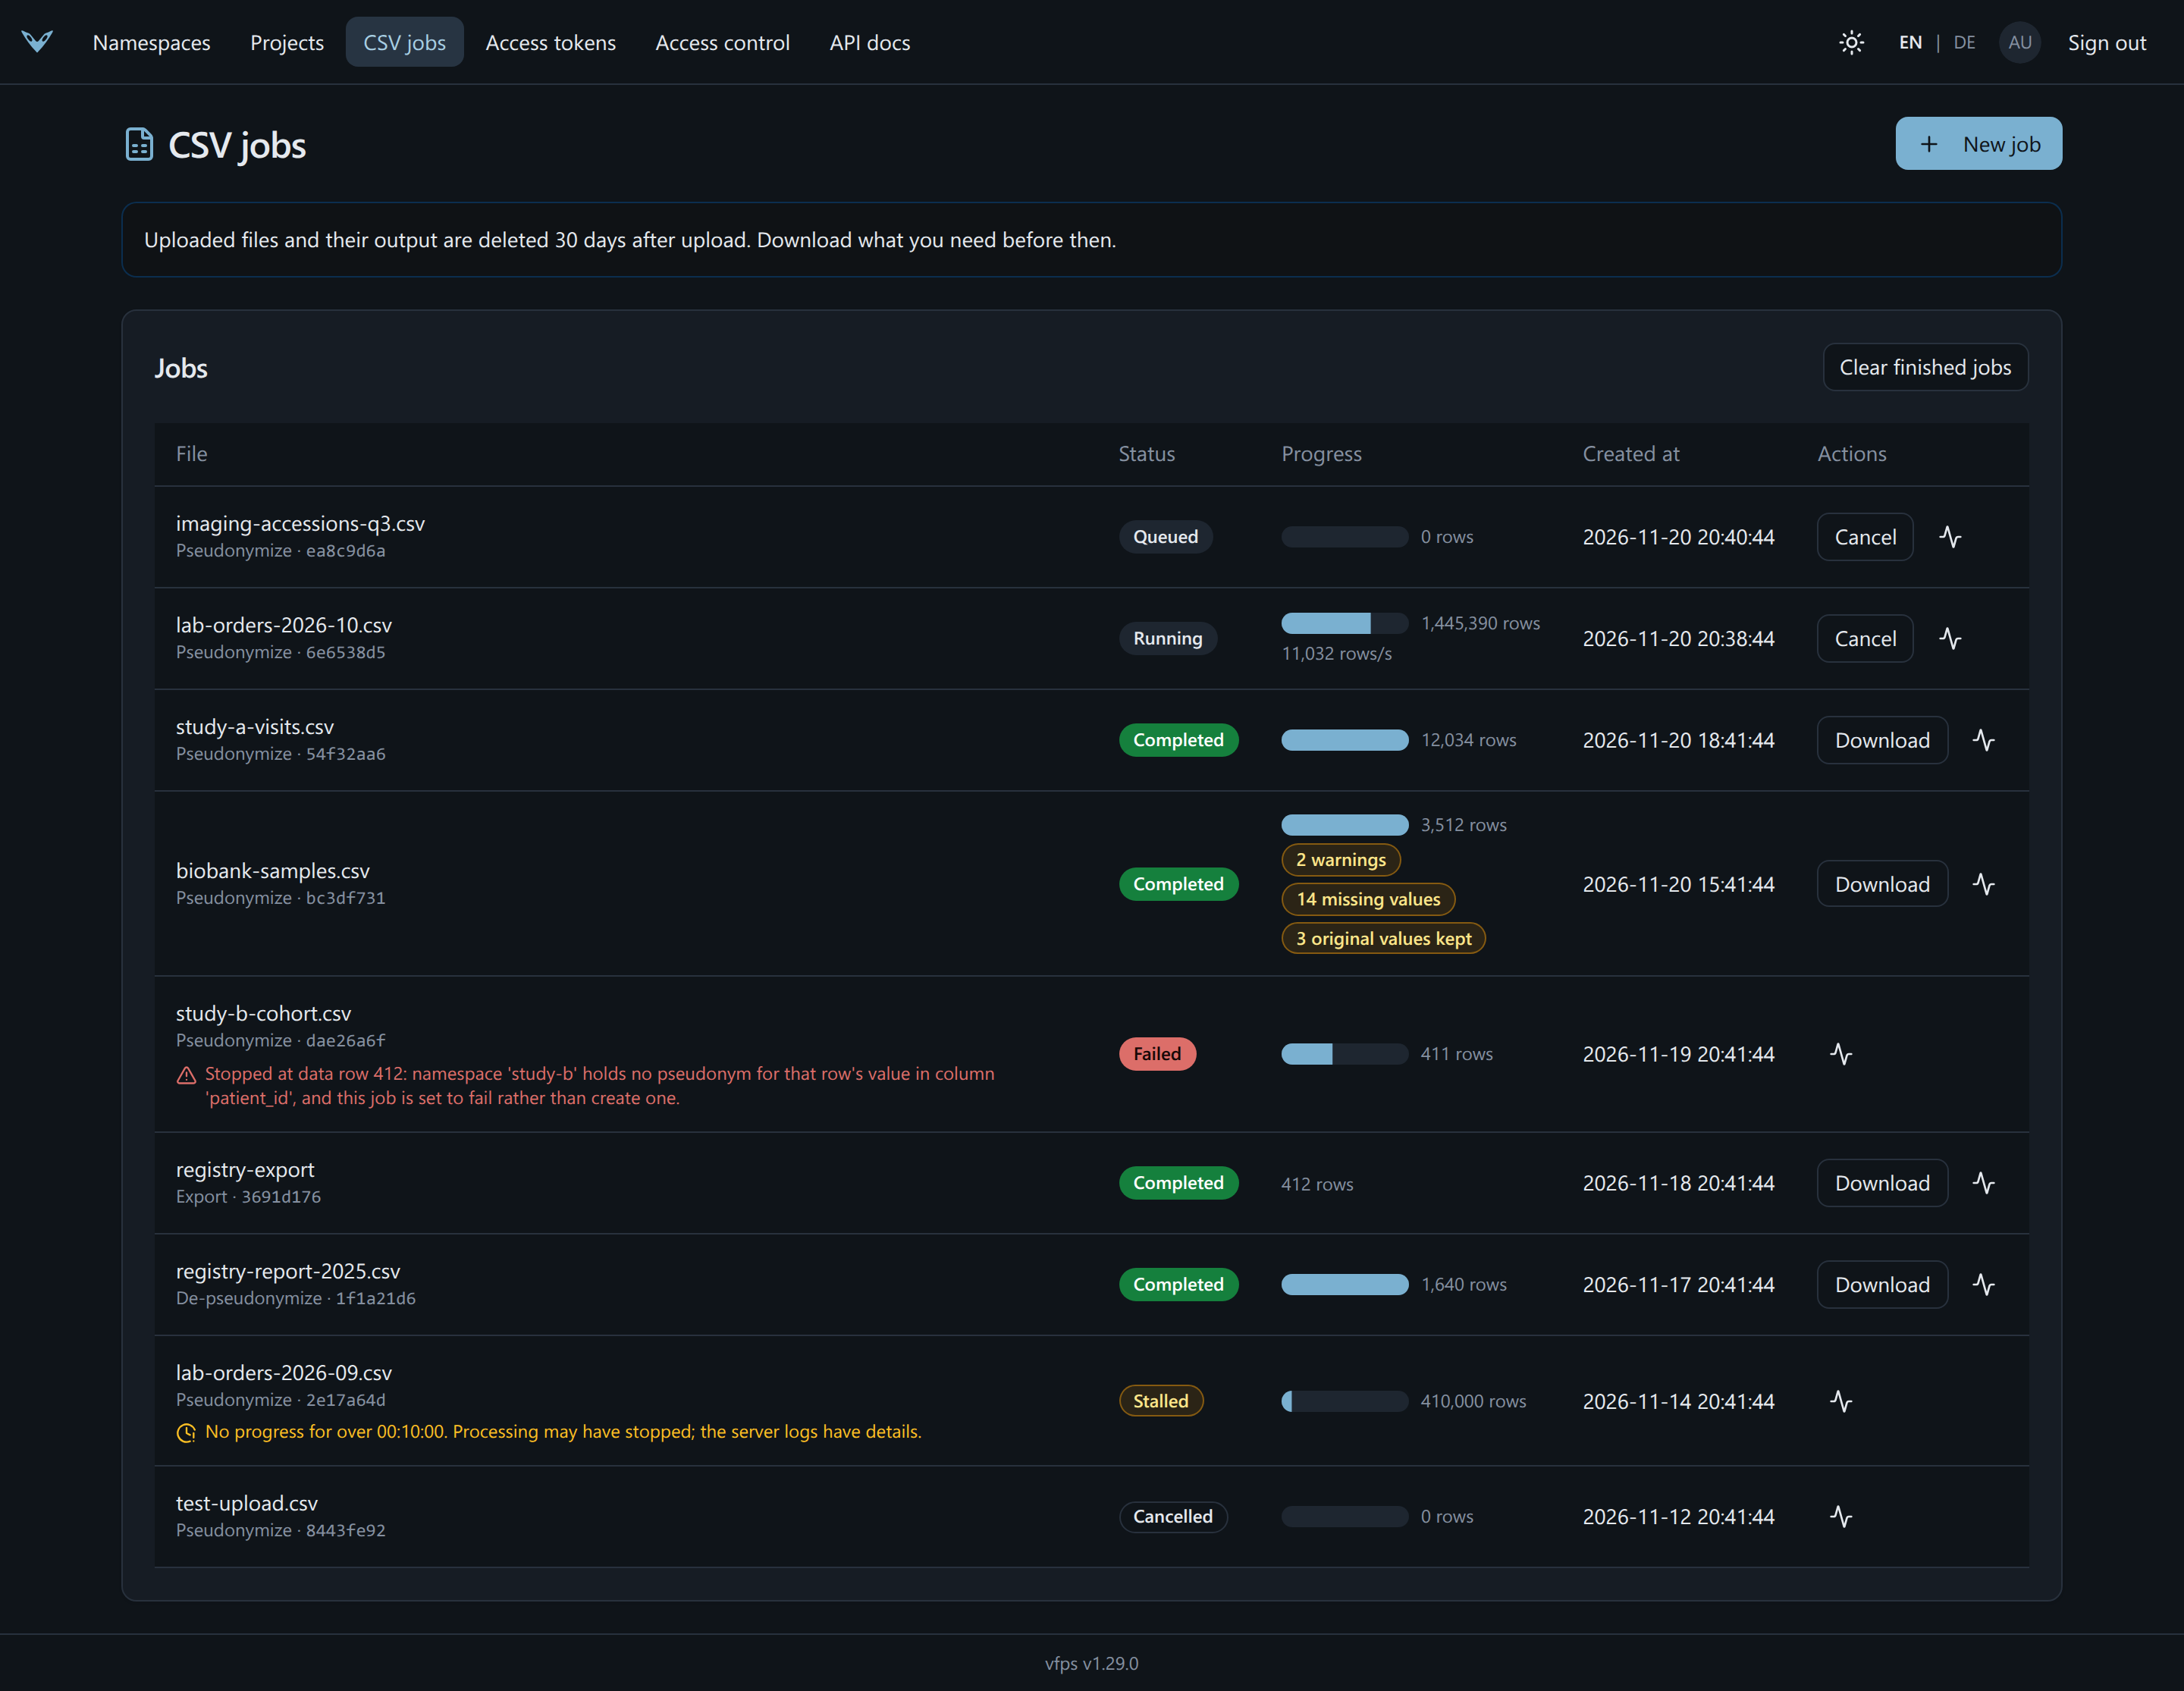 Namespaces Projects CSV jobs Access tokens Access control API docs EN | DE AU Sign out
CSV jobs
+ New job
Uploaded files and their output are deleted 30 days after upload. Download what you need before then.
Jobs
Clear finished jobs
File Status Progress Created at Actions
imaging-accessions-q3.csv
Pseudonymize · ea8c9d6a
Queued
0 rows
2026-11-20 20:40:44
Cancel
lab-orders-2026-10.csv
Pseudonymize · 6e6538d5
Running
1,445,390 rows
11,032 rows/s
2026-11-20 20:38:44
Cancel
study-a-visits.csv
Pseudonymize · 54f32aa6
Completed
12,034 rows
2026-11-20 18:41:44
Download
biobank-samples.csv
Pseudonymize · bc3df731
Completed
3,512 rows
2 warnings
14 missing values
3 original values kept
2026-11-20 15:41:44
Download
study-b-cohort.csv
Pseudonymize · dae26a6f
Stopped at data row 412: namespace 'study-b' holds no pseudonym for that row's value in column
'patient_id', and this job is set to fail rather than create one.
Failed
411 rows
2026-11-19 20:41:44
registry-export
Export · 3691d176
Completed
412 rows
2026-11-18 20:41:44
Download
registry-report-2025.csv
De-pseudonymize · 1f1a21d6
Completed
1,640 rows
2026-11-17 20:41:44
Download
lab-orders-2026-09.csv
Pseudonymize · 2e17a64d
No progress for over 00:10:00. Processing may have stopped; the server logs have details.
Stalled
410,000 rows
2026-11-14 20:41:44
test-upload.csv
Pseudonymize · 8443fe92
Cancelled
0 rows
2026-11-12 20:41:44
vfps v1.29.0